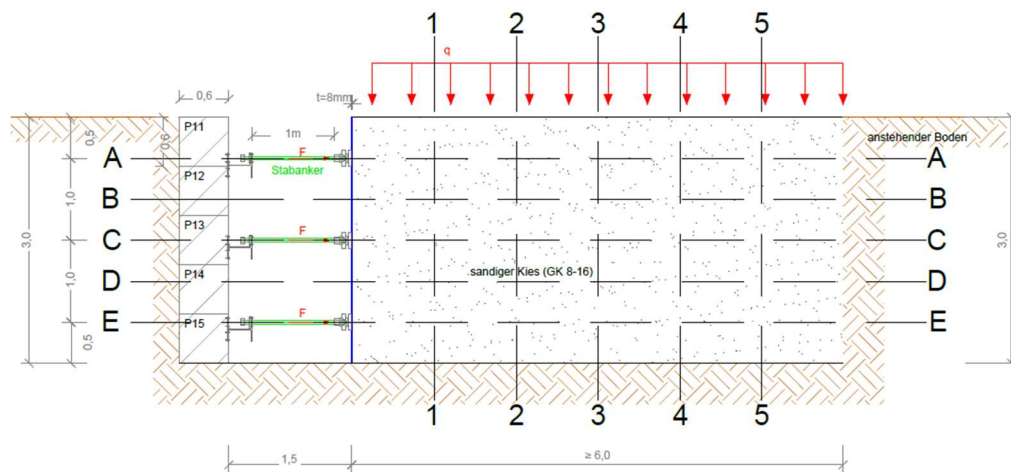 1 2 3 4 5
q
0,6
t=8mm
P11
0,5
0,6
1m
anstehender Boden
A
F
A
Stabanker
P12
1,0
B
B
P13
3,0
C
F
C
3,0
sandiger Kies (GK 8-16)
P14
1,0
D
D
P15
E
F
E
0,5
1 2 3 4 5
1,5
≥ 6,0